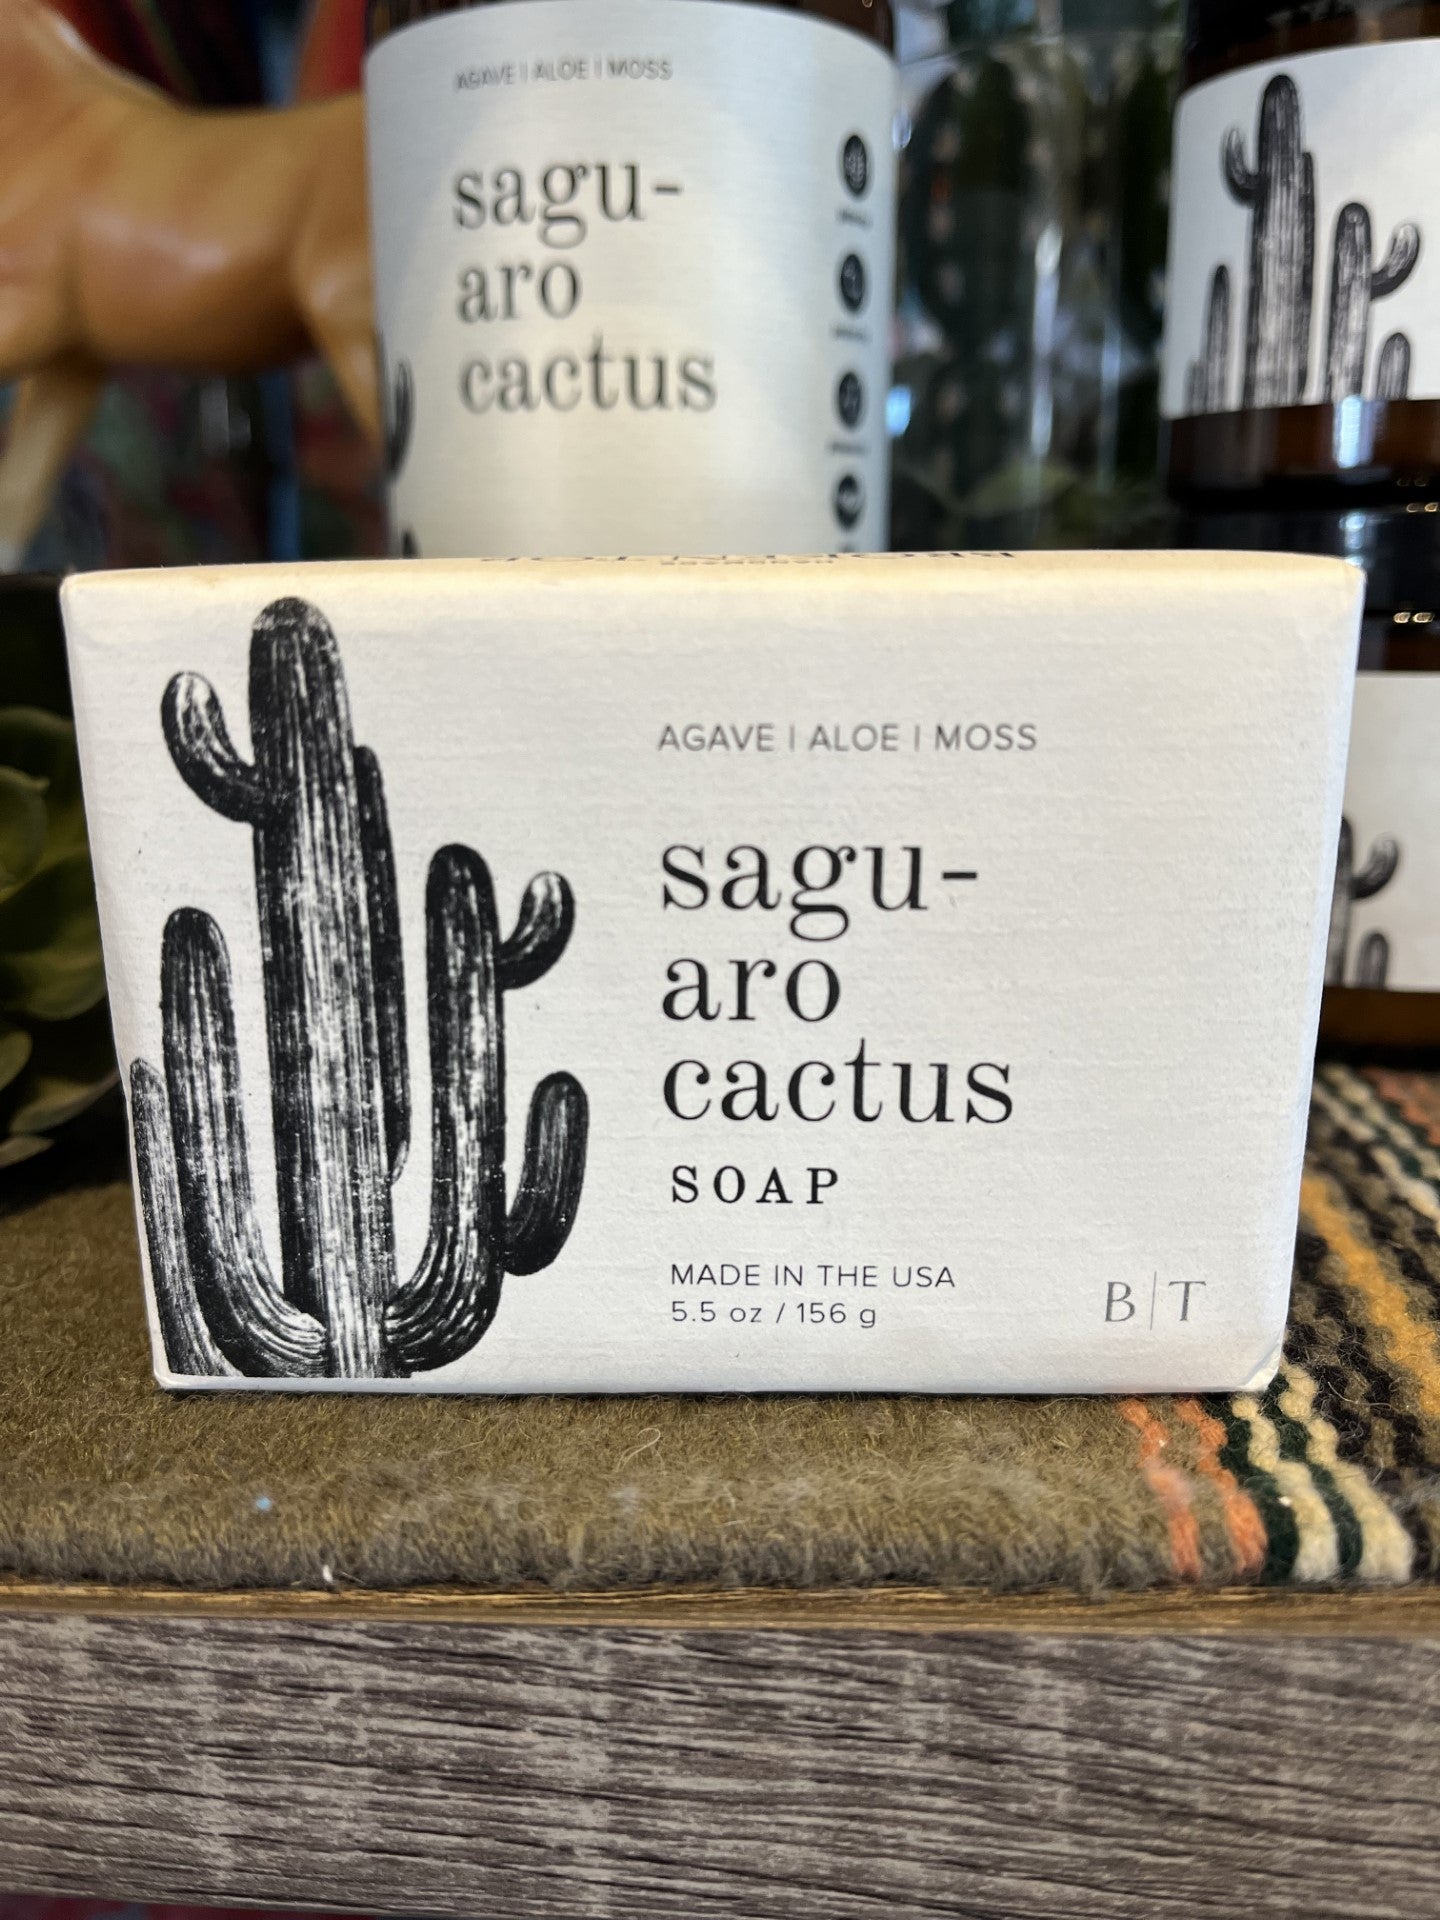 AGAVE | ALOE | MOSS
sagu-
aro
cactus
AGAVE | ALOE | MOSS
sagu-
aro
cactus
SOAP
MADE IN THE USA
5.5 oz / 156 g
B|T